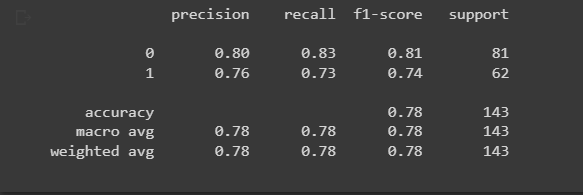 precision recall f1-score support
0 0.80 0.83 0.81 81
1 0.76 0.73 0.74 62
accuracy 0.78 143
macro avg 0.78 0.78 0.78 143
weighted avg 0.78 0.78 0.78 143